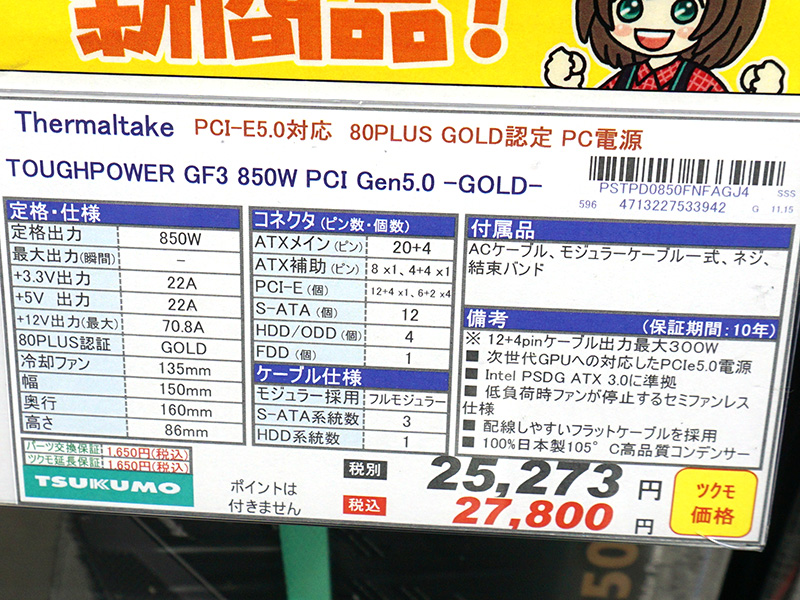 新商品!
Thermaltake PCI-E5.0対応 80PLUS GOLD認定 PC電源
TOUGHPOWER GF3 850W PCI Gen5.0 -GOLD-
PSTPD0850FNFAGJ4 SSS
596 4713227533942 G 11.15
定格・仕様
定格出力 850W
最大出力(瞬間) -
+3.3V出力 22A
+5V 出力 22A
+12V出力(最大) 70.8A
80PLUS認証 GOLD
冷却ファン 135mm
幅 150mm
奥行 160mm
高さ 86mm
コネクタ(ピン数・個数)
ATXメイン(ピン) 20+4
ATX補助(ピン) 8 x1、4+4 x1
PCI-E(個) 12+4 x1、6+2 x4
S-ATA(個) 12
HDD/ODD(個) 4
FDD(個) 1
ケーブル仕様
モジュラー採用 フルモジュラー
S-ATA系統数 3
HDD系統数 1
付属品
ACケーブル、モジュラーケーブル一式、ネジ、
結束バンド
備考 (保証期間:10年)
※ 12+4pinケーブル出力最大300W
■ 次世代GPUへの対応したPCIe5.0電源
■ Intel PSDG ATX 3.0に準拠
■ 低負荷時ファンが停止するセミファンレス
仕様
■ 配線しやすいフラットケーブルを採用
■ 100%日本製105°C高品質コンデンサー
パーツ交換保証 1,650円(税込)
ツクモ延長保証 1,650円(税込)
TSUKUMO
ポイントは
付きません
税別 25,273 円
税込 27,800 円
ツクモ
価格
50